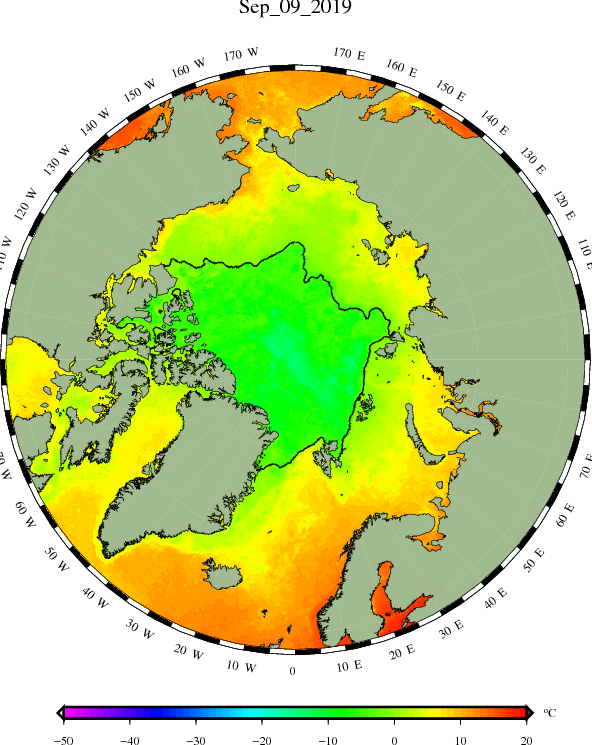 Sep_09_2019
170 W
170 E
160 W
160 E
150 W
150 E
140 W
140 E
130 W
130 E
120 W
120 E
110 E
70 E
60 W
60 E
50 W
50 E
40 W
40 E
30 W
30 E
20 W
20 E
10 W
10 E
0
°C
−50 −40 −30 −20 −10 0 10 20